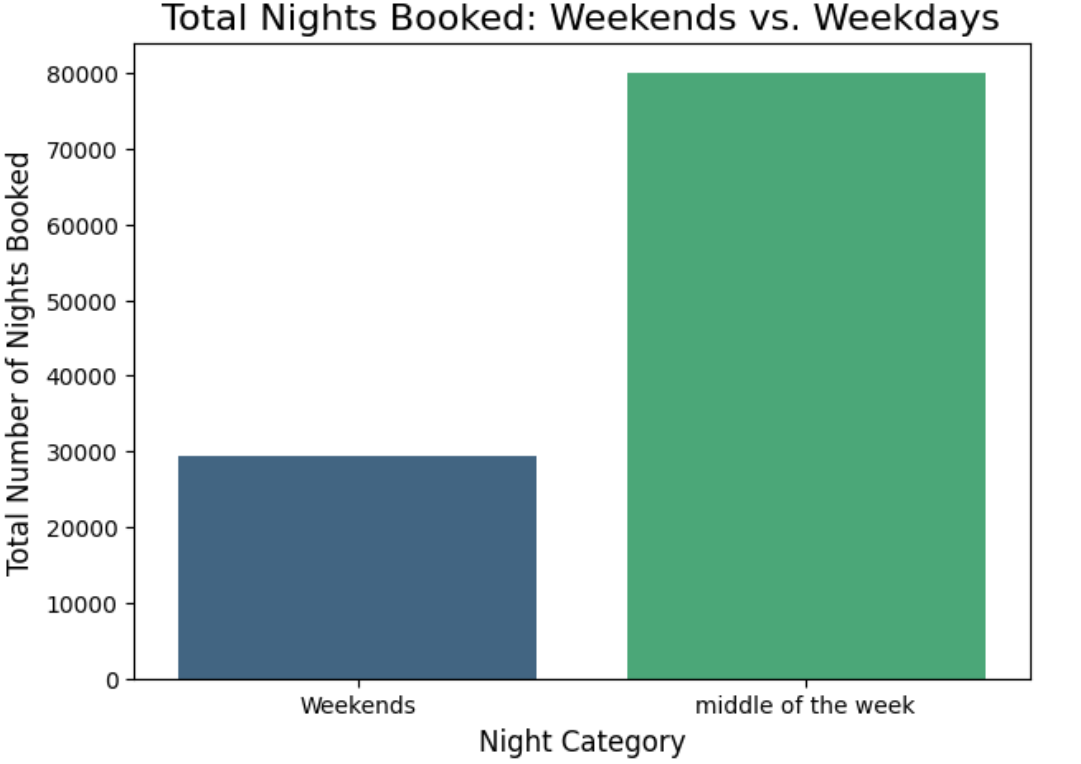 Total Nights Booked: Weekends vs. Weekdays
80000
70000
60000
50000
40000
30000
20000
10000
0
Total Number of Nights Booked
Weekends
middle of the week
Night Category